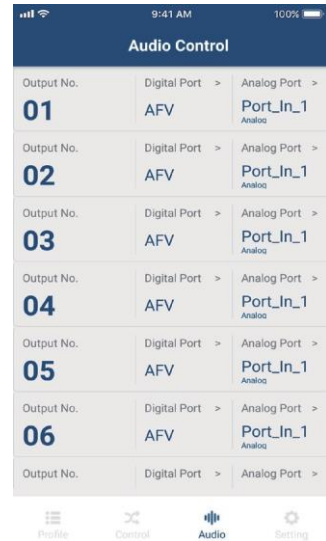 9:41 AM 100%
Audio Control
Output No. Digital Port > Analog Port >
01 AFV Port_In_1
Analog
Output No. Digital Port > Analog Port >
02 AFV Port_In_1
Analog
Output No. Digital Port > Analog Port >
03 AFV Port_In_1
Analog
Output No. Digital Port > Analog Port >
04 AFV Port_In_1
Analog
Output No. Digital Port > Analog Port >
05 AFV Port_In_1
Analog
Output No. Digital Port > Analog Port >
06 AFV Port_In_1
Analog
Output No. Digital Port > Analog Port >
Profile Control Audio Setting